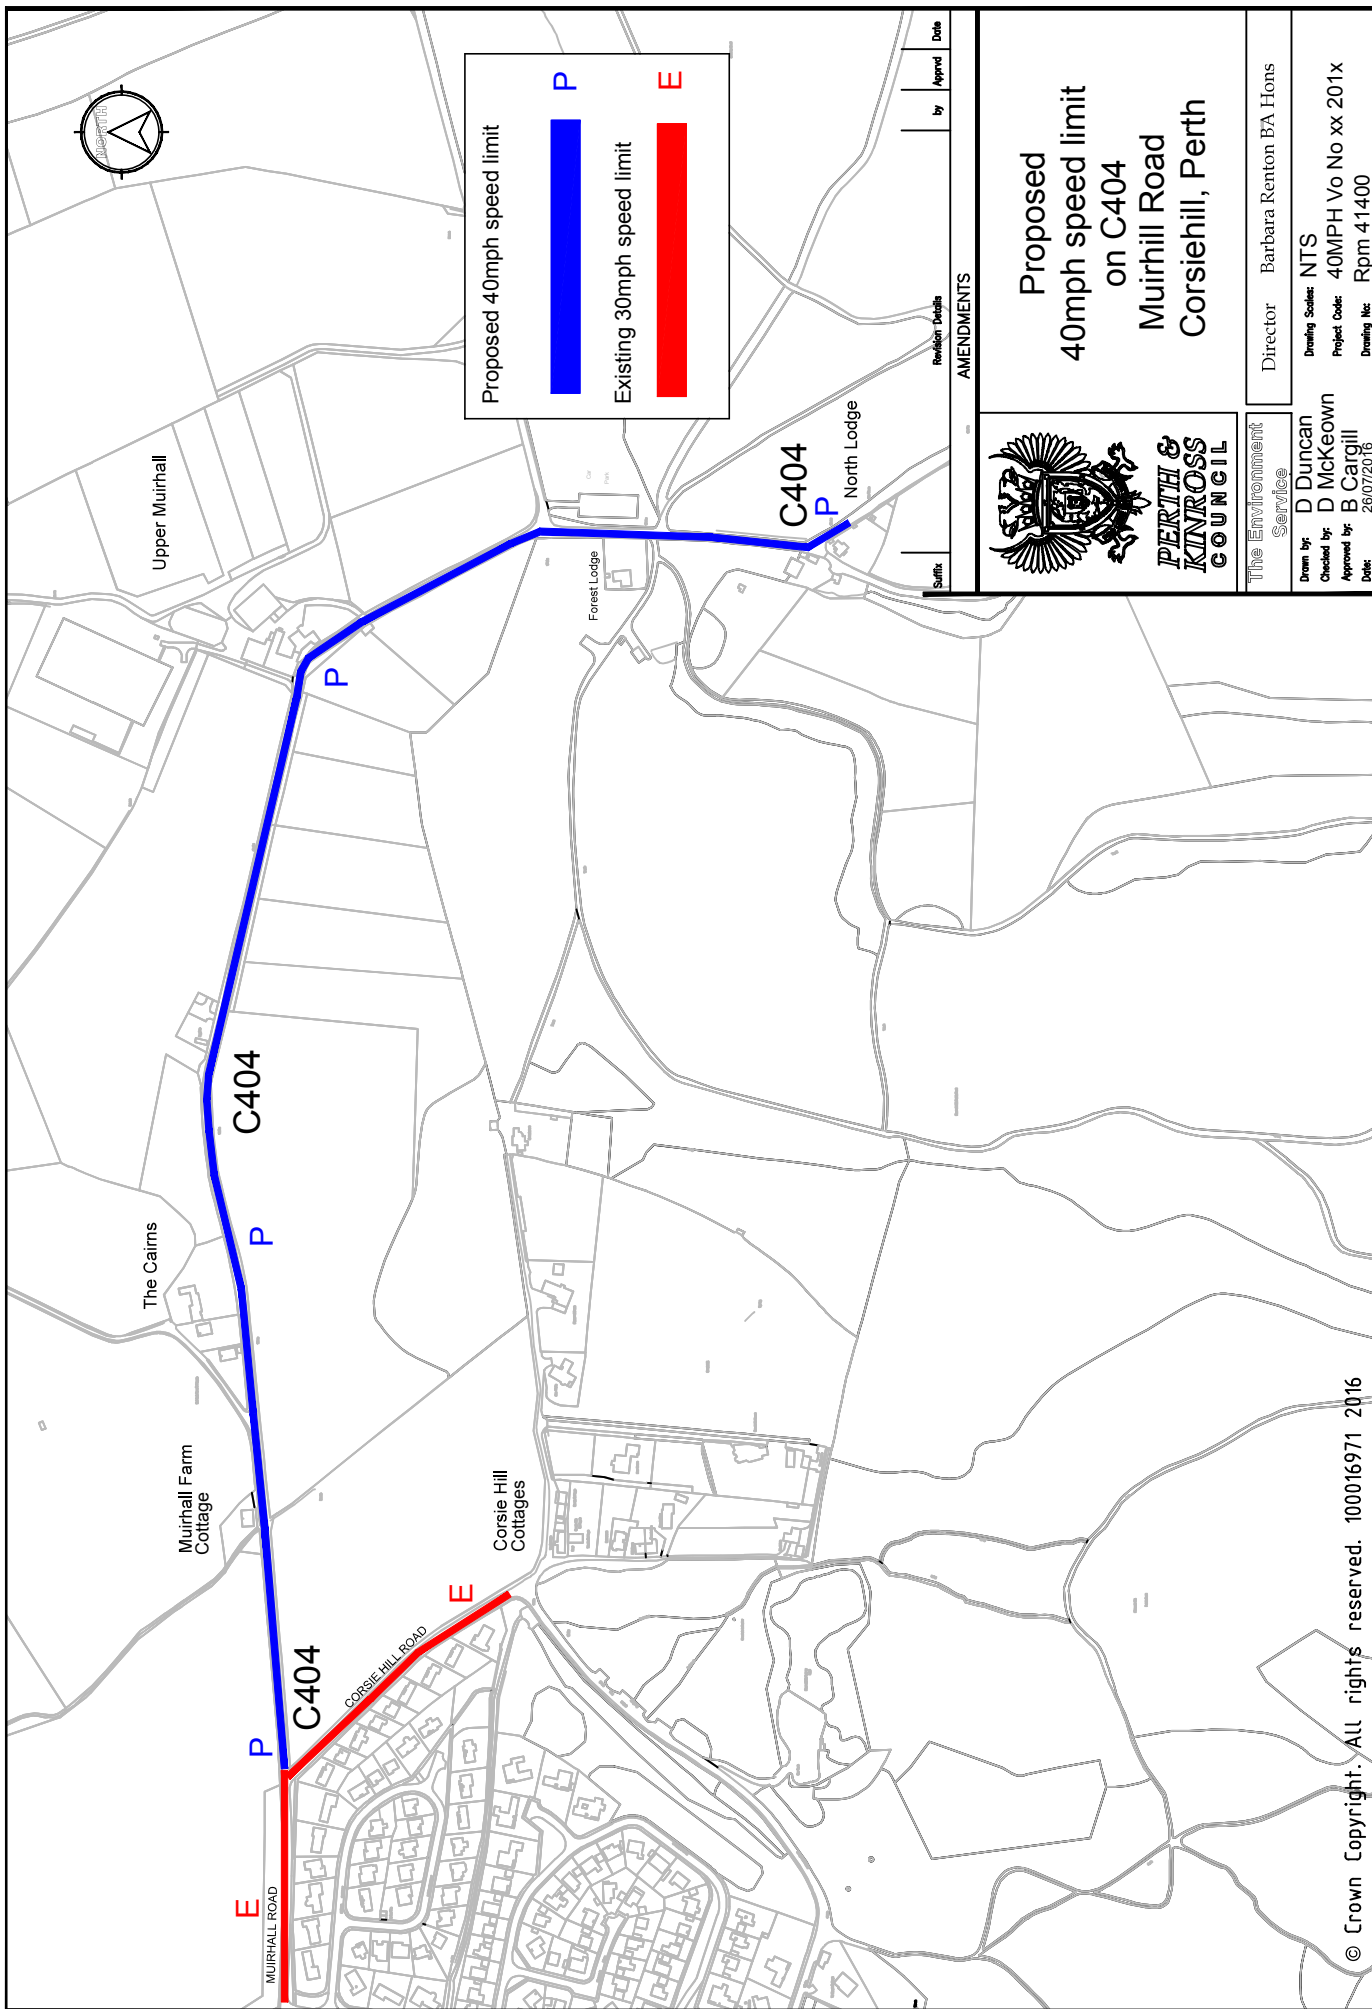 NORTH
Proposed 40mph speed limit
P
Existing 30mph speed limit
E
Upper Muirhall
The Cairns
Muirhall Farm
Cottage
Corsie Hill
Cottages
Forest Lodge
Car
Park
North Lodge
C404
P
P
C404
P
C404
P
CORSIE HILL ROAD
E
MUIRHALL ROAD
E
Suffix
Revision Details
by
Apprvd
Date
AMENDMENTS
PERTH &
KINROSS
COUNCIL
Proposed
40mph speed limit
on C404
Muirhill Road
Corsiehill, Perth
The Environment
Service
Director Barbara Renton BA Hons
Drawn by: D Duncan
Checked by: D McKeown
Approved by: B Cargill
Date: 26/07/2016
Drawing Scales: NTS
Project Code: 40MPH Vo No xx 201x
Drawing No: Rpm 41400
© Crown Copyright. All rights reserved. 100016971 2016